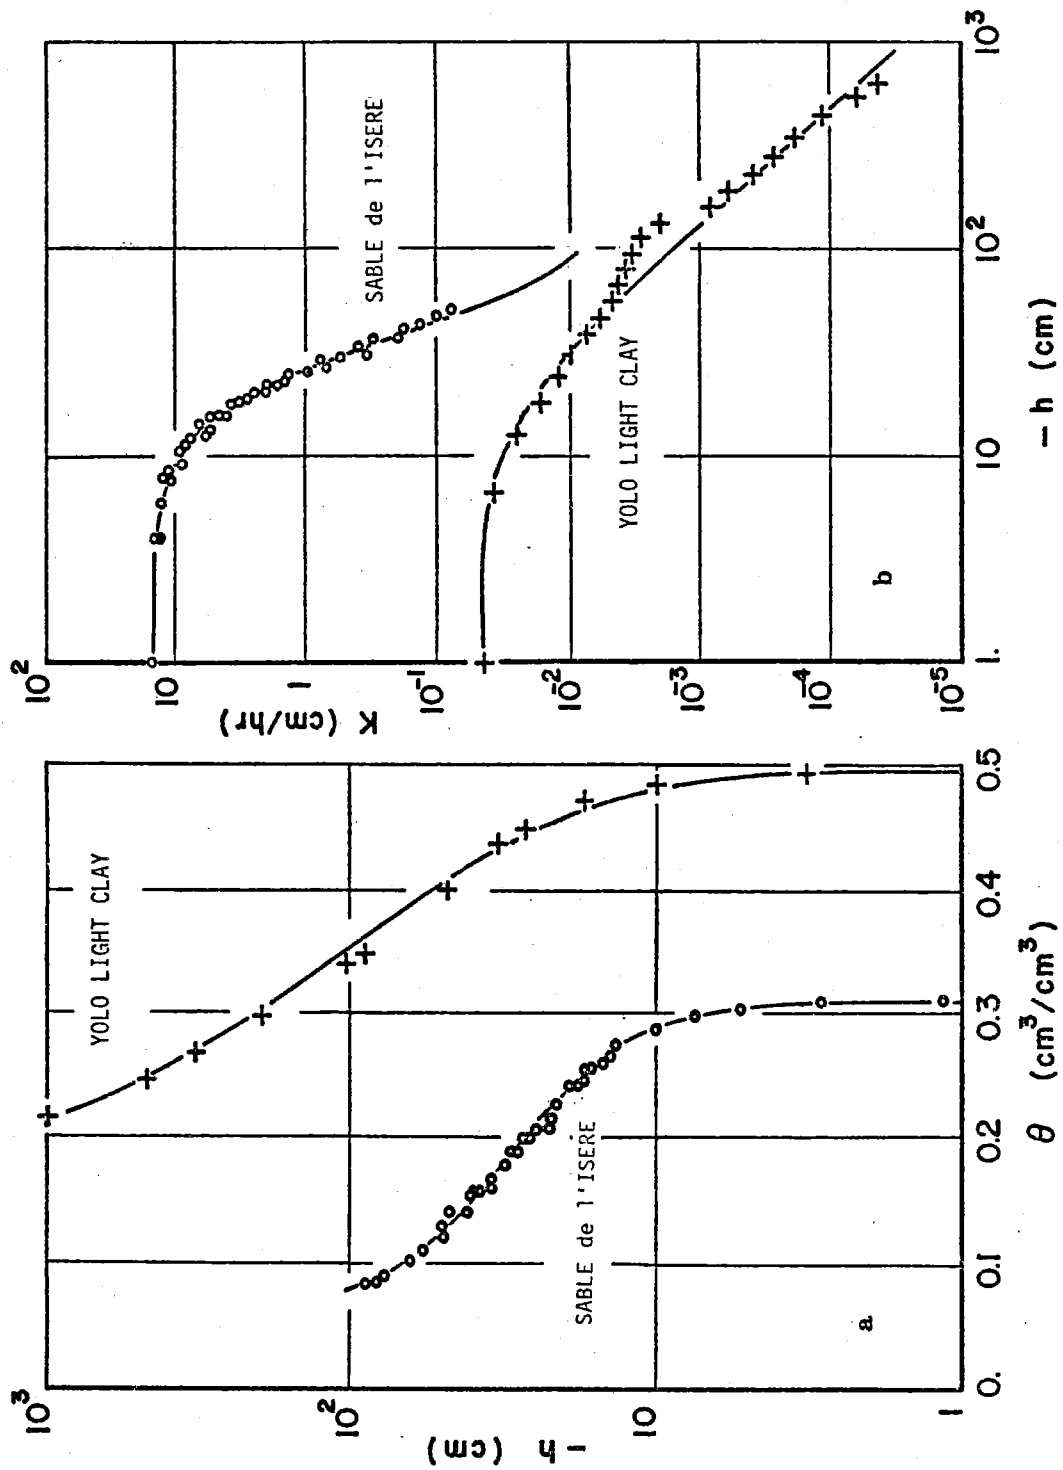 10³
10²
10
1
- h (cm)
0.
0.1
0.2
0.3
0.4
0.5
θ (cm³/cm³)
YOLO LIGHT CLAY
SABLE de l'ISERE
a
10²
10
1
10⁻¹
10⁻²
10⁻³
10⁻⁴
10⁻⁵
K (cm/hr)
1.
10
10²
10³
- h (cm)
SABLE de l'ISERE
YOLO LIGHT CLAY
b